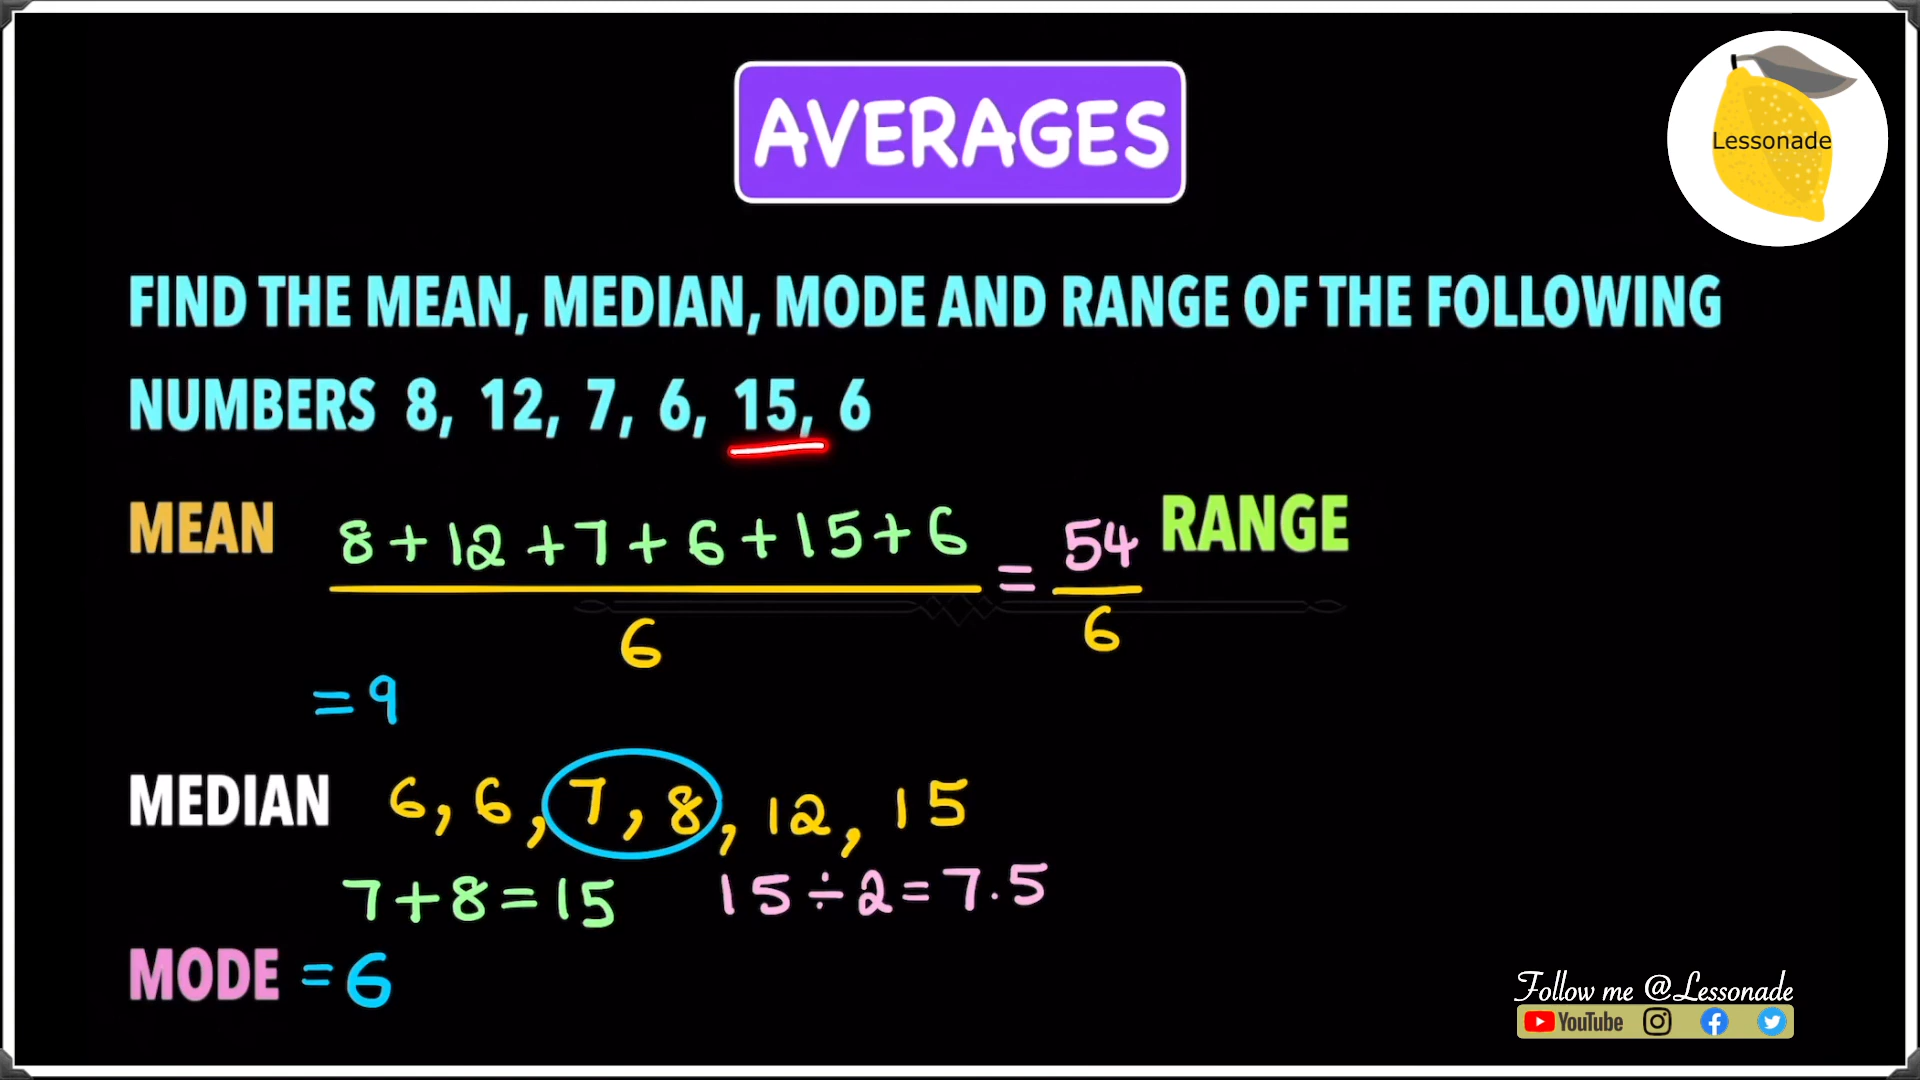 AVERAGES
Lessonade
FIND THE MEAN, MEDIAN, MODE AND RANGE OF THE FOLLOWING
NUMBERS 8, 12, 7, 6, 15, 6
MEAN 8+12+7+6+15+6 = 54 RANGE
6 6
=9
MEDIAN 6, 6, 7, 8, 12, 15
7+8=15 15÷2=7.5
MODE =6
Follow me @Lessonade
YouTube